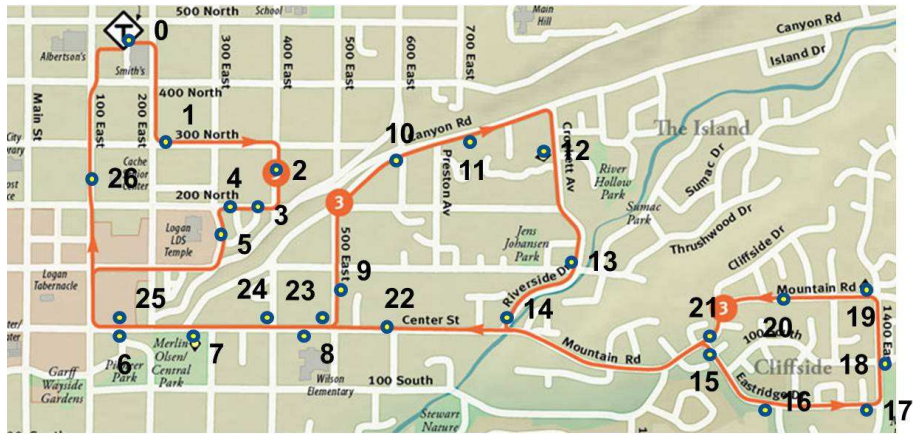 500 North
School
Main
Hill
Canyon Rd
Island Dr
T
0
Albertson's
Smith's
300 East
400 East
500 East
600 East
700 East
Main St
100 East
200 East
400 North
1
300 North
10
Canyon Rd
11
12
Crockett Av
The Island
Preston Av
26
Cache
Center
2
3
200 North
4
3
5
Logan
LDS
Temple
River
Hollow
Park
Sumac Dr
Sumac
Park
Thrushwood Dr
Cliffside Dr
Jens
Johansen
Park
500 East
9
13
Riverside Dr
14
Logan
Tabernacle
25
24
23
22
Center St
21
3
Mountain Rd
20
19
1400 East
6
7
8
Pioneer
Park
Merlin
Olsen/
Central
Park
Garff
Wayside
Gardens
Wilson
Elementary
100 South
Mountain Rd
15
100 South
Cliffside
18
Eastridge Dr
16
17
Stewart
Nature